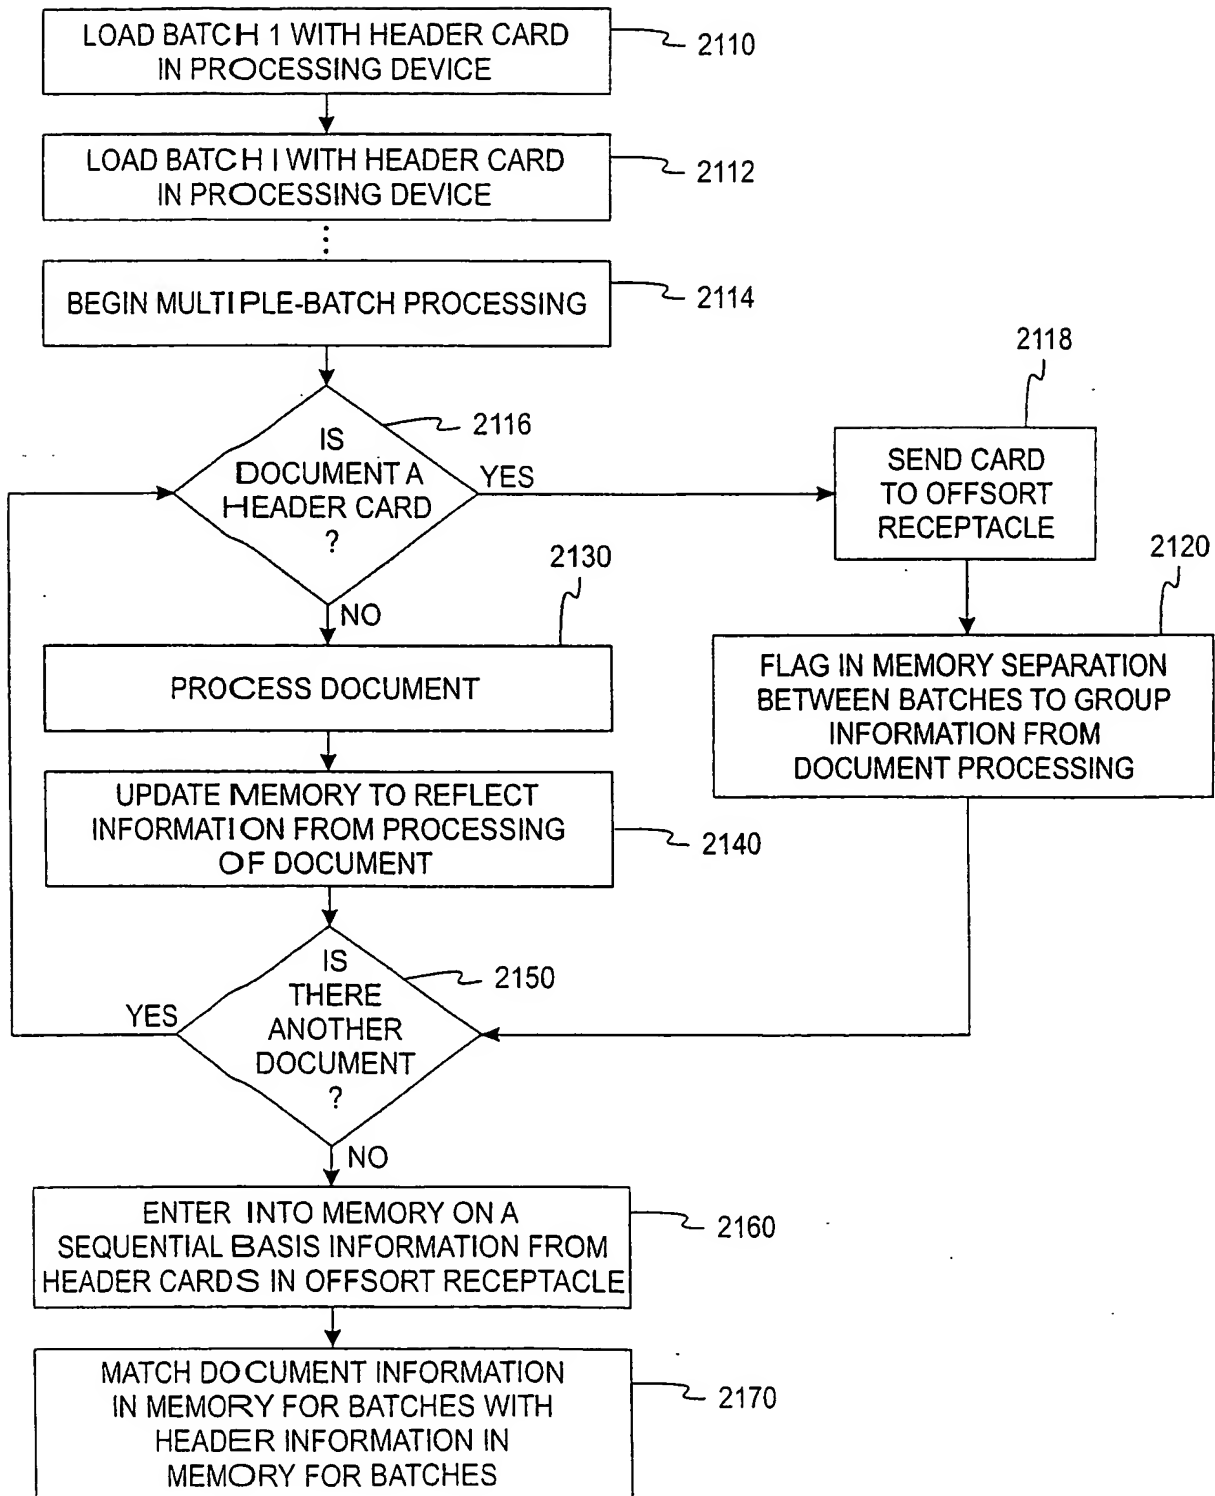 LOAD BATCH 1 WITH HEADER CARD
IN PROCESSING DEVICE
2110
LOAD BATCH I WITH HEADER CARD
IN PROCESSING DEVICE
2112
BEGIN MULTIPLE-BATCH PROCESSING
2114
2116
IS
DOCUMENT A
HEADER CARD
?
YES
NO
2118
SEND CARD
TO OFFSORT
RECEPTACLE
2120
FLAG IN MEMORY SEPARATION
BETWEEN BATCHES TO GROUP
INFORMATION FROM
DOCUMENT PROCESSING
2130
PROCESS DOCUMENT
UPDATE MEMORY TO REFLECT
INFORMATION FROM PROCESSING
OF DOCUMENT
2140
IS
THERE
ANOTHER
DOCUMENT
?
2150
YES
NO
ENTER INTO MEMORY ON A
SEQUENTIAL BASIS INFORMATION FROM
HEADER CARDS IN OFFSORT RECEPTACLE
2160
MATCH DOCUMENT INFORMATION
IN MEMORY FOR BATCHES WITH
HEADER INFORMATION IN
MEMORY FOR BATCHES
2170